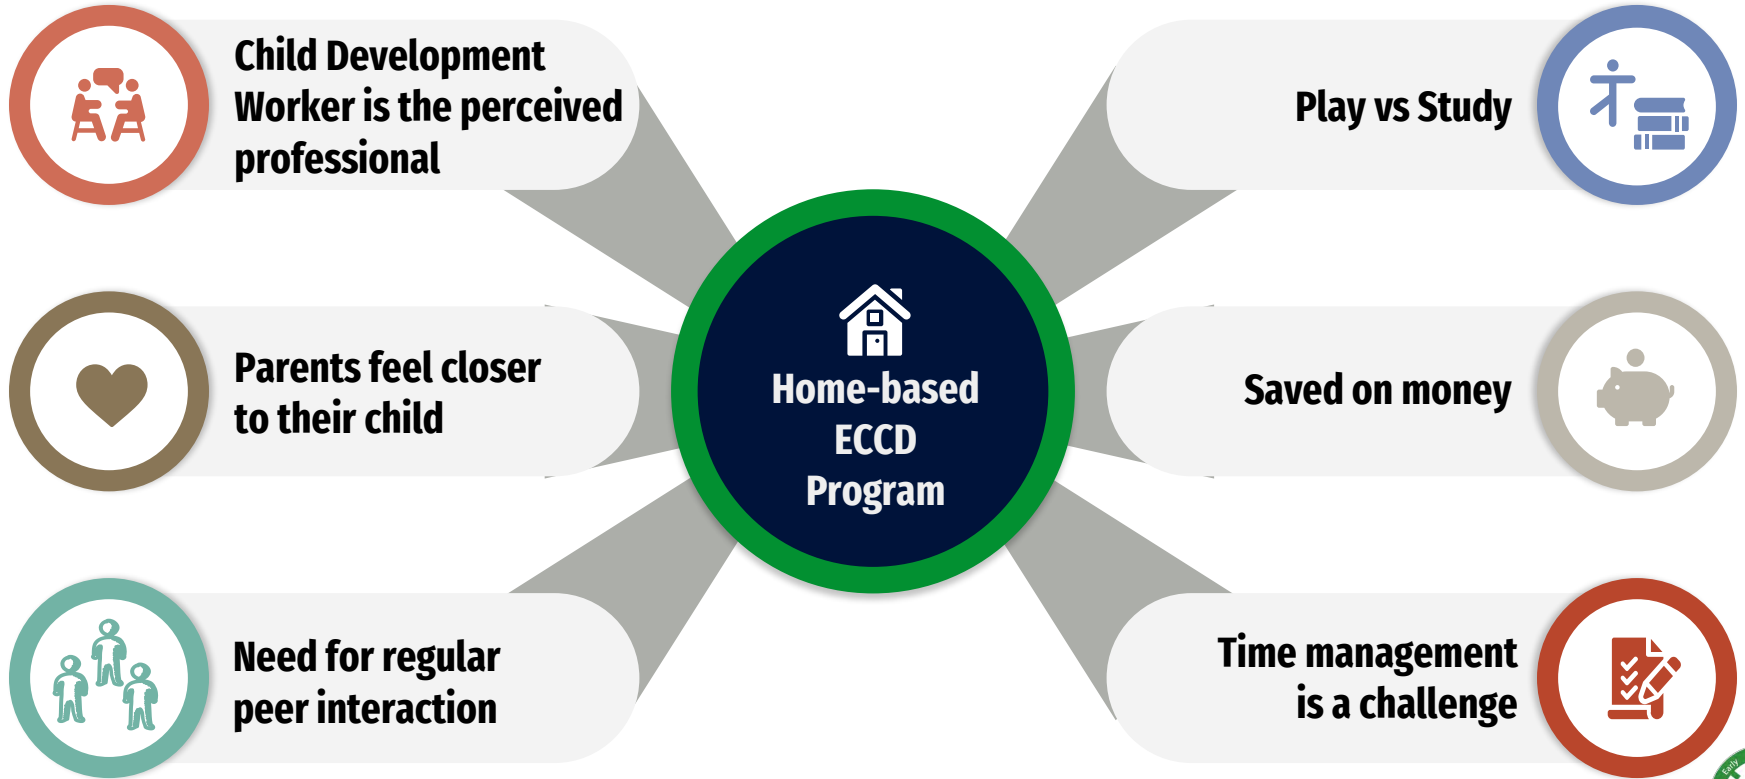 Child Development
Worker is the perceived
professional
Parents feel closer
to their child
Need for regular
peer interaction
Home-based
ECCD
Program
Play vs Study
Saved on money
Time management
is a challenge
Early